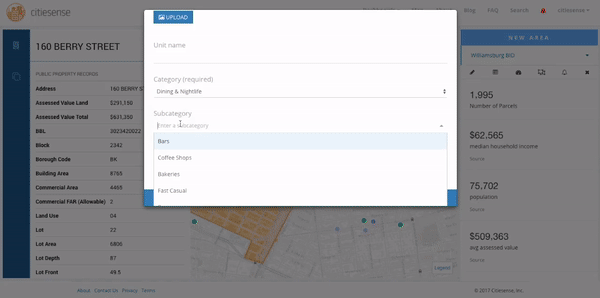 citiesense
UPLOAD
Blog
FAQ
Search
citiesense
160 BERRY STREET
PUBLIC PROPERTY RECORDS
Address 160 BERRY ST
Assessed Value Land $291,150
Assessed Value Total $631,350
BBL 3023420022
Block 2342
Borough Code BK
Building Area 8765
Commercial Area 4465
Commercial FAR (Allowable) 2
Land Use 04
Lot 22
Lot Area 5806
Lot Depth 87
Lot Front 49.5
Unit name
Category (required)
Dining & Nightlife
Subcategory
Enter a subcategory
Bars
Coffee Shops
Bakeries
Fast Casual
Legend
NEW AREA
Williamsburg BID
1,995
Number of Parcels
$62,565
median household income
Source
75,702
population
Source
$509,363
avg assessed value
About Contact Us Privacy Terms
© 2017 Citiesense, Inc.